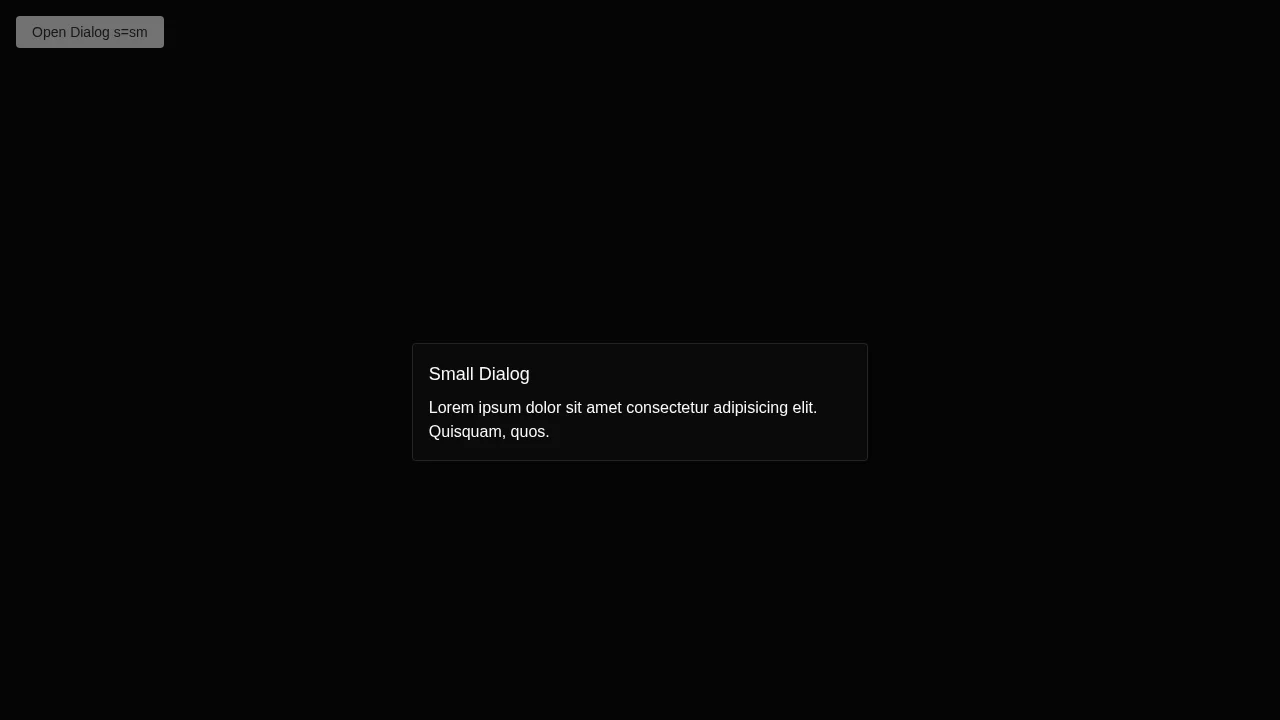 Open Dialog s=sm
Small Dialog
Lorem ipsum dolor sit amet consectetur adipisicing elit.
Quisquam, quos.